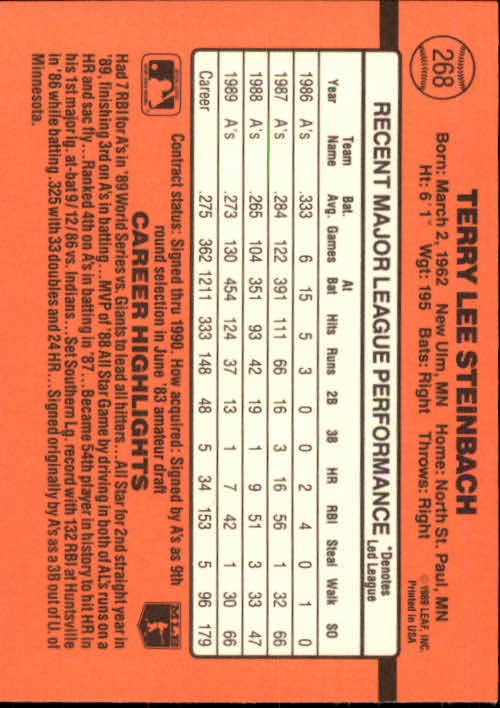 268
TERRY LEE STEINBACH
© 1989 LEAF, INC.
Printed in USA
Born: March 2, 1962 New Ulm, MN Home: North St. Paul, MN
Ht: 6'1" Wgt: 195 Bats: Right Throws: Right
RECENT MAJOR LEAGUE PERFORMANCE *Denotes Led League
Year Team Name Bat. Avg. Games At Bat Hits Runs 2B 3B HR RBI Steal Walk SO
1986 A's .333 6 15 5 3 0 0 2 4 0 1 0
1987 A's .284 122 391 111 66 16 3 16 56 1 32 66
1988 A's .265 104 351 93 42 19 1 9 51 3 33 47
1989 A's .273 130 454 124 37 13 1 7 42 1 30 66
Career .275 362 1211 333 148 48 5 34 153 5 96 179
Contract status: Signed thru 1990. How acquired: Signed by A's as 9th
round selection in June '83 amateur draft
MLB
CAREER HIGHLIGHTS
Had 7 RBI for A's in '89 World Series vs. Giants to lead all hitters...All Star for 2nd straight year in
'89, finishing 3rd on A's in batting...MVP of '88 All Star Game by driving in both of AL's runs on a
HR and sac fly...Ranked 4th on A's in batting in '87...Became 54th player in history to hit HR in
his 1st major lg. at-bat 9/12/86 vs. Indians...Set Southern Lg. record with 132 RBI at Huntsville
in '86 while batting .325 with 33 doubles and 24 HR...Signed originally by A's as a 38 out of U. of
Minnesota.